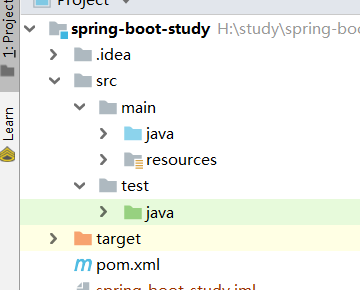 Project
1: Project
Learn
spring-boot-study H:\study\spring-boo
.idea
src
main
java
resources
test
java
target
pom.xml
spring-boot-study.iml